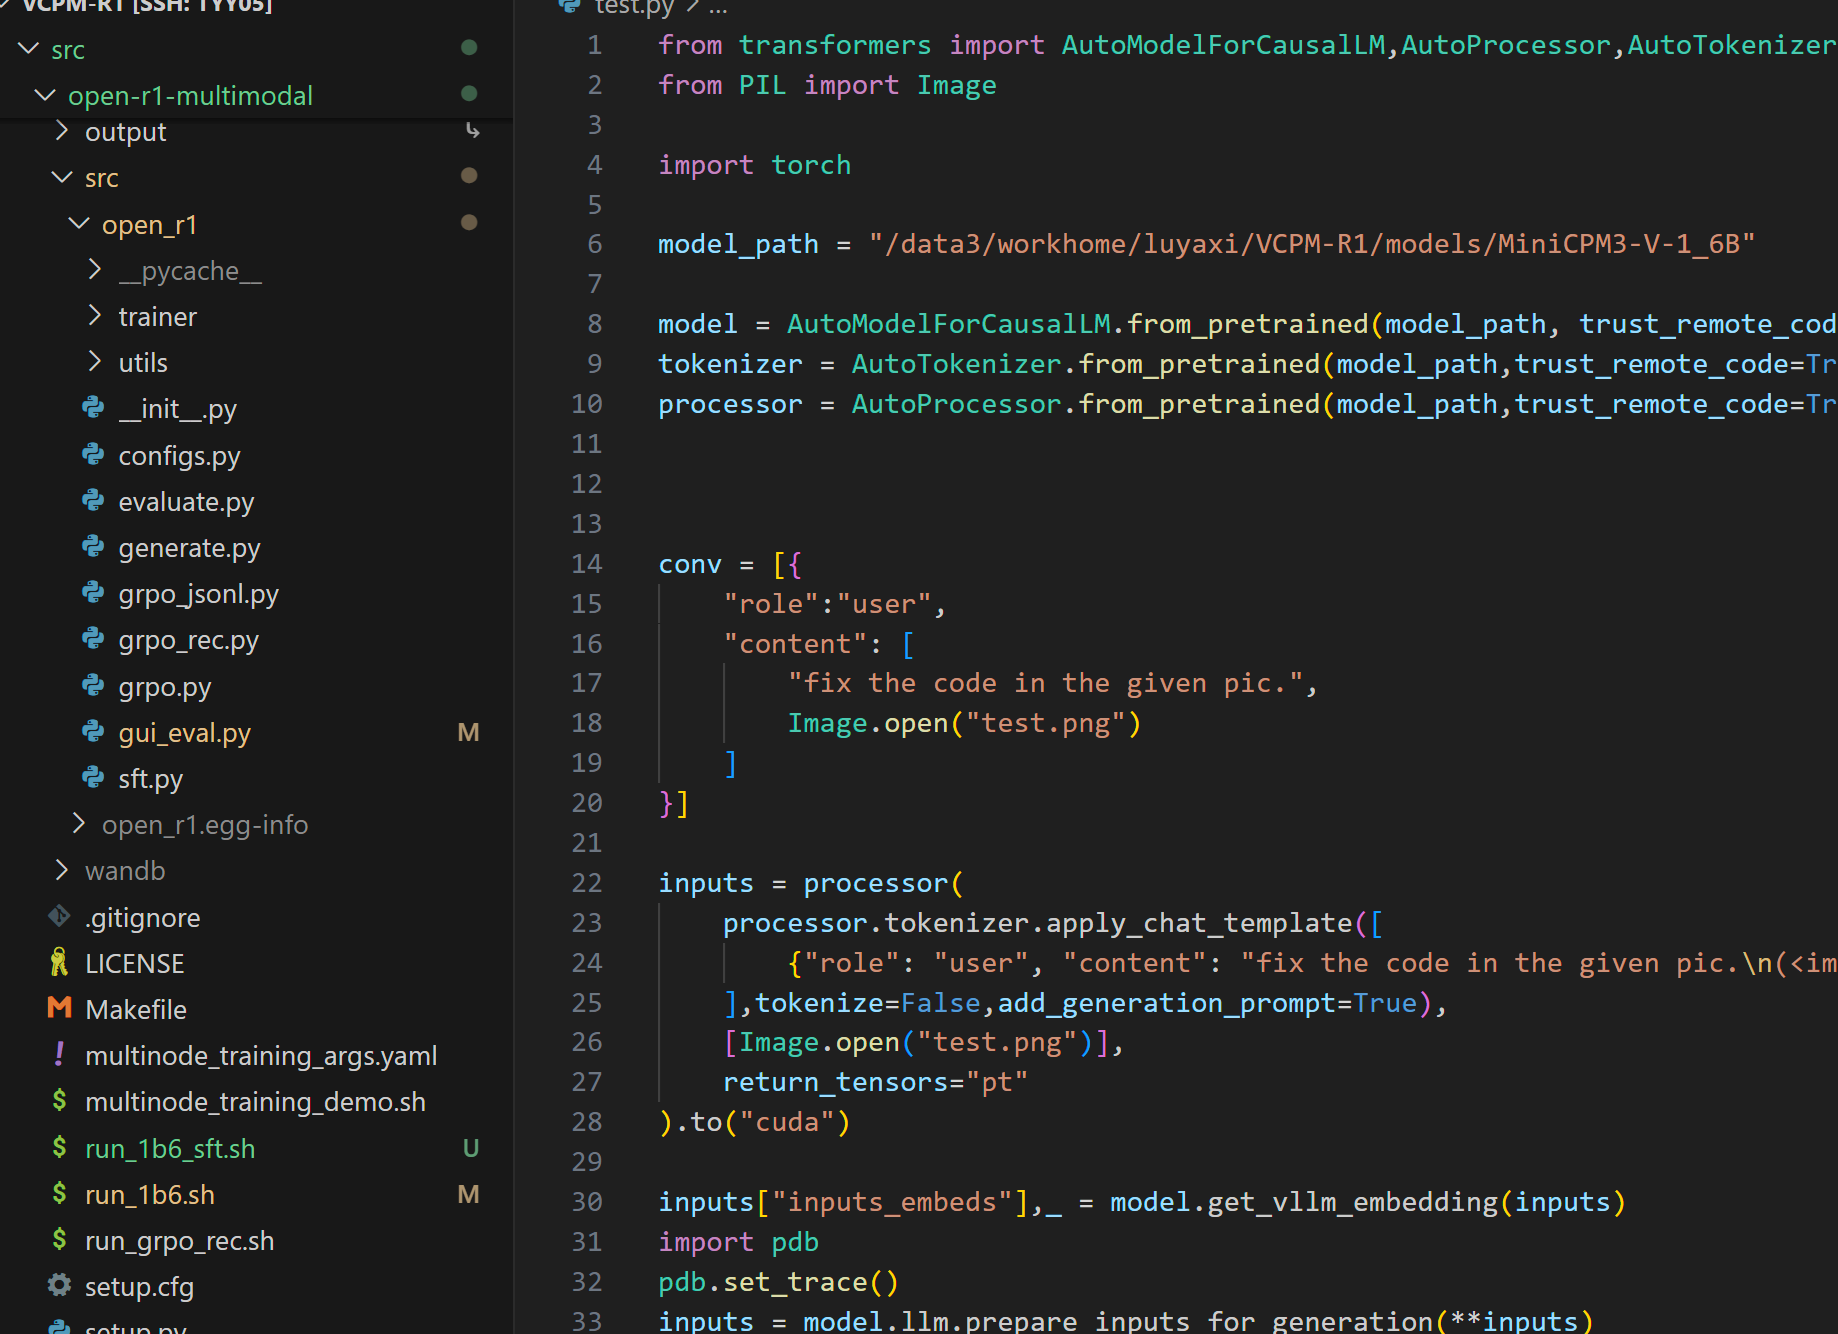 VCPM-R1 [SSH: TYY05]
src
open-r1-multimodal
output
src
open_r1
__pycache__
trainer
utils
__init__.py
configs.py
evaluate.py
generate.py
grpo_jsonl.py
grpo_rec.py
grpo.py
gui_eval.py M
sft.py
open_r1.egg-info
wandb
.gitignore
LICENSE
Makefile
multinode_training_args.yaml
multinode_training_demo.sh
run_1b6_sft.sh U
run_1b6.sh M
run_grpo_rec.sh
setup.cfg
setup.py
test.py > ...
1 from transformers import AutoModelForCausalLM,AutoProcessor,AutoTokenizer
2 from PIL import Image
3
4 import torch
5
6 model_path = "/data3/workhome/luyaxi/VCPM-R1/models/MiniCPM3-V-1_6B"
7
8 model = AutoModelForCausalLM.from_pretrained(model_path, trust_remote_cod
9 tokenizer = AutoTokenizer.from_pretrained(model_path,trust_remote_code=Tr
10 processor = AutoProcessor.from_pretrained(model_path,trust_remote_code=Tr
11
12
13
14 conv = [{
15 "role":"user",
16 "content": [
17 "fix the code in the given pic.",
18 Image.open("test.png")
19 ]
20 }]
21
22 inputs = processor(
23 processor.tokenizer.apply_chat_template([
24 {"role": "user", "content": "fix the code in the given pic.\n(<im
25 ],tokenize=False,add_generation_prompt=True),
26 [Image.open("test.png")],
27 return_tensors="pt"
28 ).to("cuda")
29
30 inputs["inputs_embeds"],_ = model.get_vllm_embedding(inputs)
31 import pdb
32 pdb.set_trace()
33 inputs = model.llm.prepare_inputs_for_generation(**inputs)